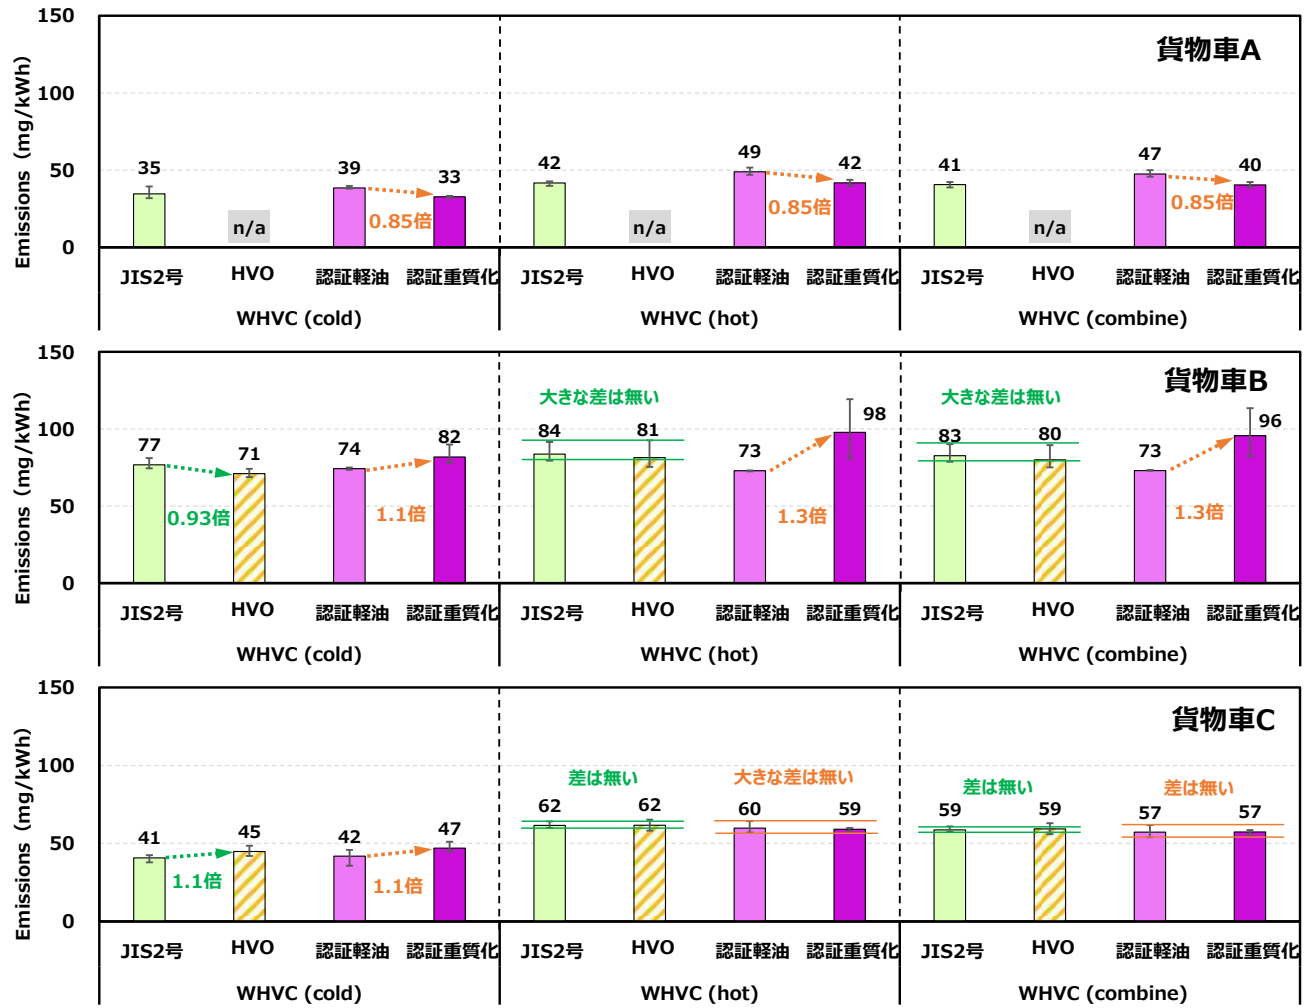 貨物車A
Emissions (mg/kWh)
150
100
50
0
35
n/a
39
33
0.85倍
42
n/a
49
42
0.85倍
41
n/a
47
40
0.85倍
JIS2号 HVO 認証軽油 認証重質化 JIS2号 HVO 認証軽油 認証重質化 JIS2号 HVO 認証軽油 認証重質化
WHVC (cold) WHVC (hot) WHVC (combine)
貨物車B
Emissions (mg/kWh)
150
100
50
0
77
71
0.93倍
74
82
1.1倍
大きな差は無い
84
81
73
98
1.3倍
大きな差は無い
83
80
73
96
1.3倍
JIS2号 HVO 認証軽油 認証重質化 JIS2号 HVO 認証軽油 認証重質化 JIS2号 HVO 認証軽油 認証重質化
WHVC (cold) WHVC (hot) WHVC (combine)
貨物車C
Emissions (mg/kWh)
150
100
50
0
41
45
1.1倍
42
47
1.1倍
差は無い
62
62
大きな差は無い
60
59
差は無い
59
59
差は無い
57
57
JIS2号 HVO 認証軽油 認証重質化 JIS2号 HVO 認証軽油 認証重質化 JIS2号 HVO 認証軽油 認証重質化
WHVC (cold) WHVC (hot) WHVC (combine)